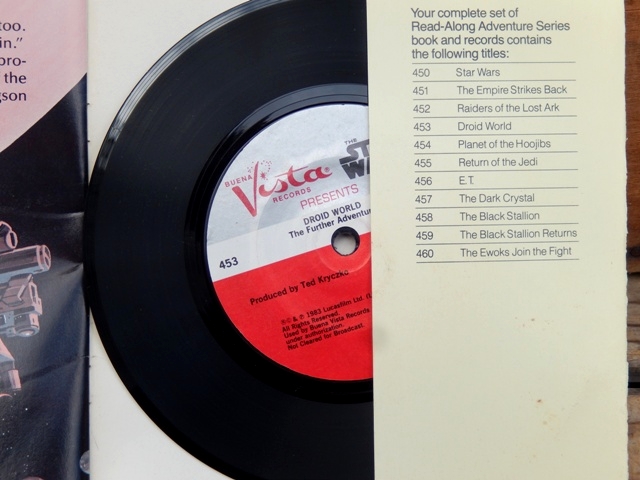 too.
in."
pro-
the
gson
BUENA
Vista
RECORDS
PRESENTS
THE
DROID WORLD
The Further
453
Produced by Ted Kryczko
1983 Lucasfilm Ltd.
All Rights Reserved.
Used by Buena Vista Records
under authorization.
Not Cleared for Broadcast.
Your complete set of
Read-Along Adventure Series
book and records contains
the following titles:
450 Star Wars
451 The Empire Strikes Back
452 Raiders of the Lost Ark
453 Droid World
454 Planet of the Hoojibs
455 Return of the Jedi
456 E.T.
457 The Dark Crystal
458 The Black Stallion
459 The Black Stallion Returns
460 The Ewoks Join the Fight